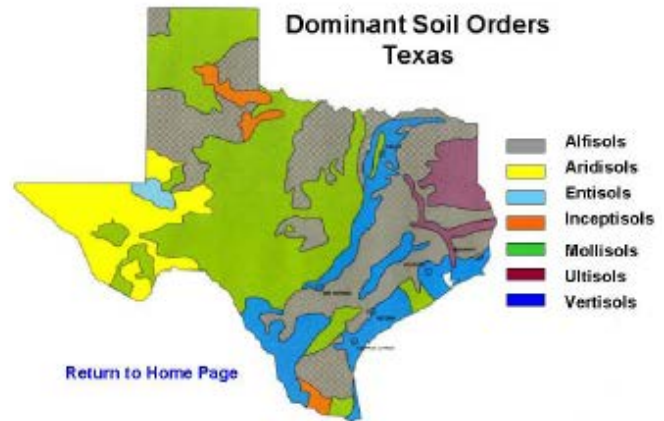 Dominant Soil Orders
Texas
Alfisols
Aridisols
Entisols
Inceptisols
Mollisols
Ultisols
Vertisols
Return to Home Page